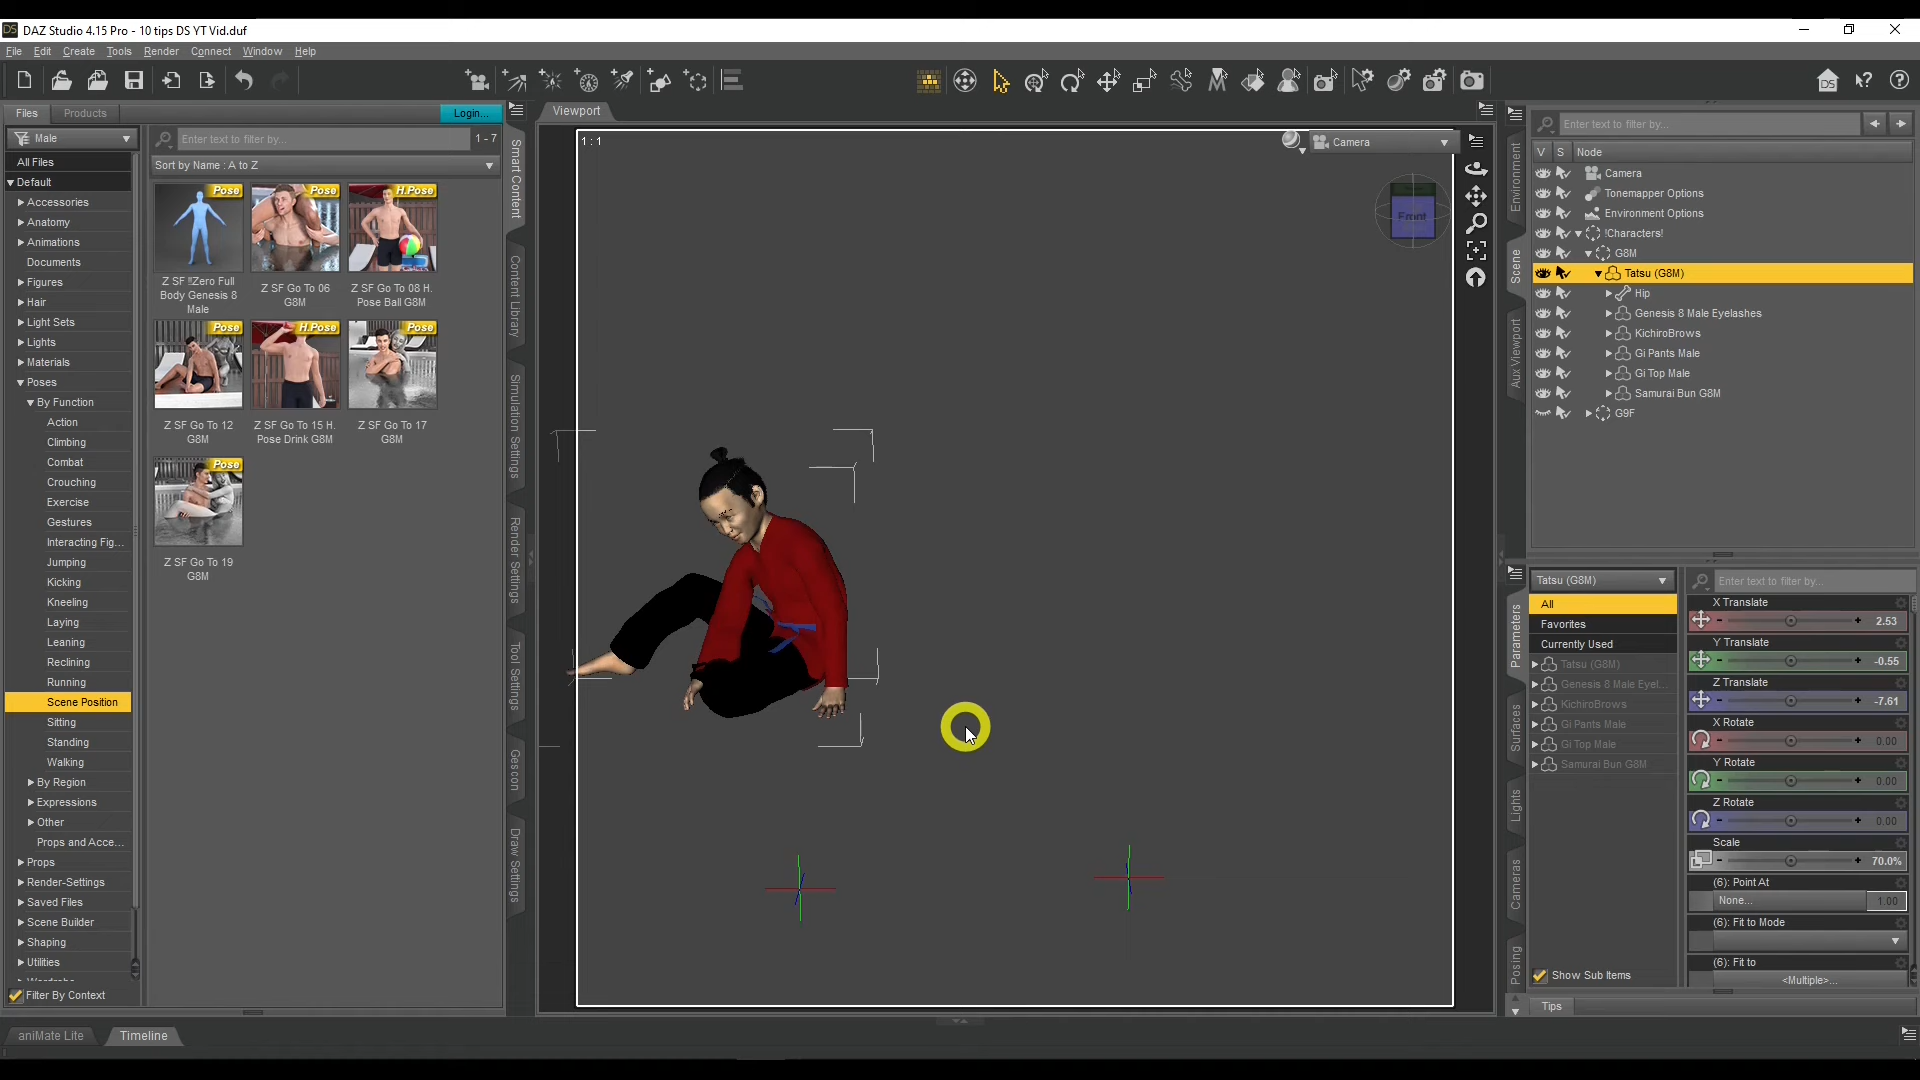 DAZ Studio 4.15 Pro - 10 tips DS YT Vid.duf
File Edit Create Tools Render Connect Window Help
Files Products Login...
Male
Enter text to filter by...
1 - 7
Sort by Name : A to Z
All Files
Default
Accessories
Anatomy
Animations
Documents
Figures
Hair
Light Sets
Lights
Materials
Poses
By Function
Action
Climbing
Combat
Crouching
Exercise
Gestures
Interacting Fig...
Jumping
Kicking
Kneeling
Laying
Leaning
Reclining
Running
Scene Position
Sitting
Standing
Walking
By Region
Expressions
Other
Props and Acce...
Props
Render-Settings
Saved Files
Scene Builder
Shaping
Utilities
Filter By Context
Pose Pose H.Pose
Z SF !!Zero Full
Body Genesis 8
Male
Z SF Go To 06
G8M
Z SF Go To 08 H.
Pose Ball G8M
Pose H.Pose Pose
Z SF Go To 12
G8M
Z SF Go To 15 H.
Pose Drink G8M
Z SF Go To 17
G8M
Pose
Z SF Go To 19
G8M
Smart Content
Content Library
Simulation Settings
Render Settings
Tool Settings
Gescon
Draw Settings
Viewport
1 : 1
Camera
Front
Environment
Scene
Aux Viewport
Enter text to filter by...
V S Node
Camera
Tonemapper Options
Environment Options
!Characters!
G8M
Tatsu (G8M)
Hip
Genesis 8 Male Eyelashes
KichiroBrows
Gi Pants Male
Gi Top Male
Samurai Bun G8M
G9F
Parameters
Surfaces
Lights
Cameras
Posing
Tatsu (G8M)
All
Favorites
Currently Used
Tatsu (G8M)
Genesis 8 Male Eyel...
KichiroBrows
Gi Pants Male
Gi Top Male
Samurai Bun G8M
Show Sub Items
Enter text to filter by...
X Translate
2.53
Y Translate
-0.55
Z Translate
-7.61
X Rotate
0.00
Y Rotate
0.00
Z Rotate
0.00
Scale
70.0%
(6): Point At
None... 1.00
(6): Fit to Mode
(6): Fit to
<Multiple>...
Tips
aniMate Lite Timeline